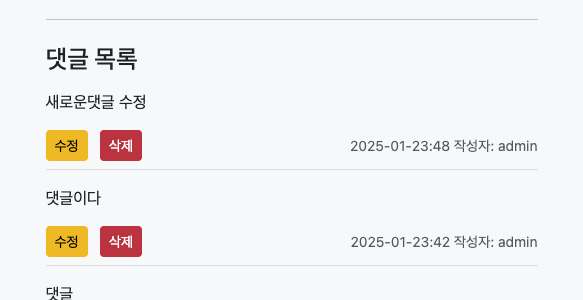 댓글 목록
새로운댓글 수정
수정 삭제 2025-01-23:48 작성자: admin
댓글이다
수정 삭제 2025-01-23:42 작성자: admin
댓글